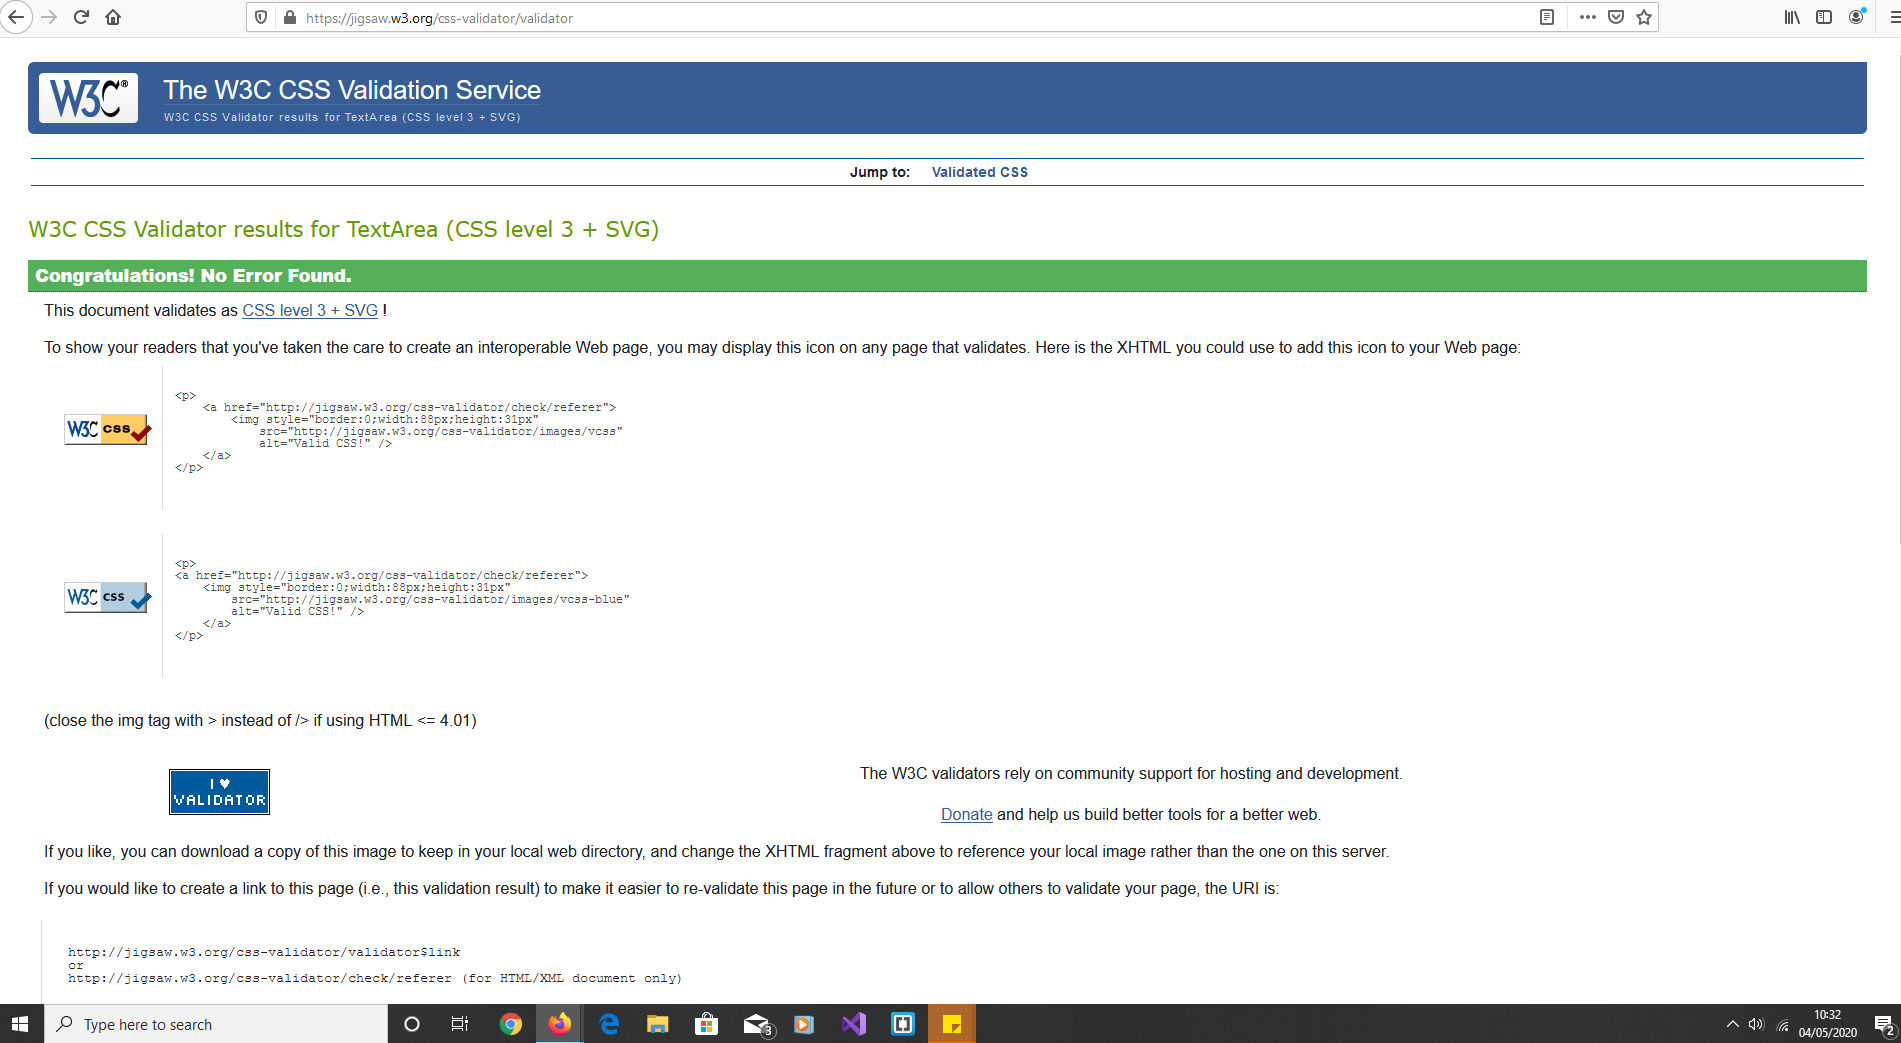 https://jigsaw.w3.org/css-validator/validator
W3C®
The W3C CSS Validation Service
W3C CSS Validator results for TextArea (CSS level 3 + SVG)
Jump to: Validated CSS
W3C CSS Validator results for TextArea (CSS level 3 + SVG)
Congratulations! No Error Found.
This document validates as CSS level 3 + SVG !
To show your readers that you've taken the care to create an interoperable Web page, you may display this icon on any page that validates. Here is the XHTML you could use to add this icon to your Web page:
W3C css
<p>
<a href="http://jigsaw.w3.org/css-validator/check/referer">
<img style="border:0;width:88px;height:31px"
src="http://jigsaw.w3.org/css-validator/images/vcss"
alt="Valid CSS!" />
</a>
</p>
W3C css
<p>
<a href="http://jigsaw.w3.org/css-validator/check/referer">
<img style="border:0;width:88px;height:31px"
src="http://jigsaw.w3.org/css-validator/images/vcss-blue"
alt="Valid CSS!" />
</a>
</p>
(close the img tag with > instead of /> if using HTML <= 4.01)
I ♥
VALIDATOR
The W3C validators rely on community support for hosting and development.
Donate and help us build better tools for a better web.
If you like, you can download a copy of this image to keep in your local web directory, and change the XHTML fragment above to reference your local image rather than the one on this server.
If you would like to create a link to this page (i.e., this validation result) to make it easier to re-validate this page in the future or to allow others to validate your page, the URI is:
http://jigsaw.w3.org/css-validator/validator$link
or
http://jigsaw.w3.org/css-validator/check/referer (for HTML/XML document only)
Type here to search
3
10:32
04/05/2020
2